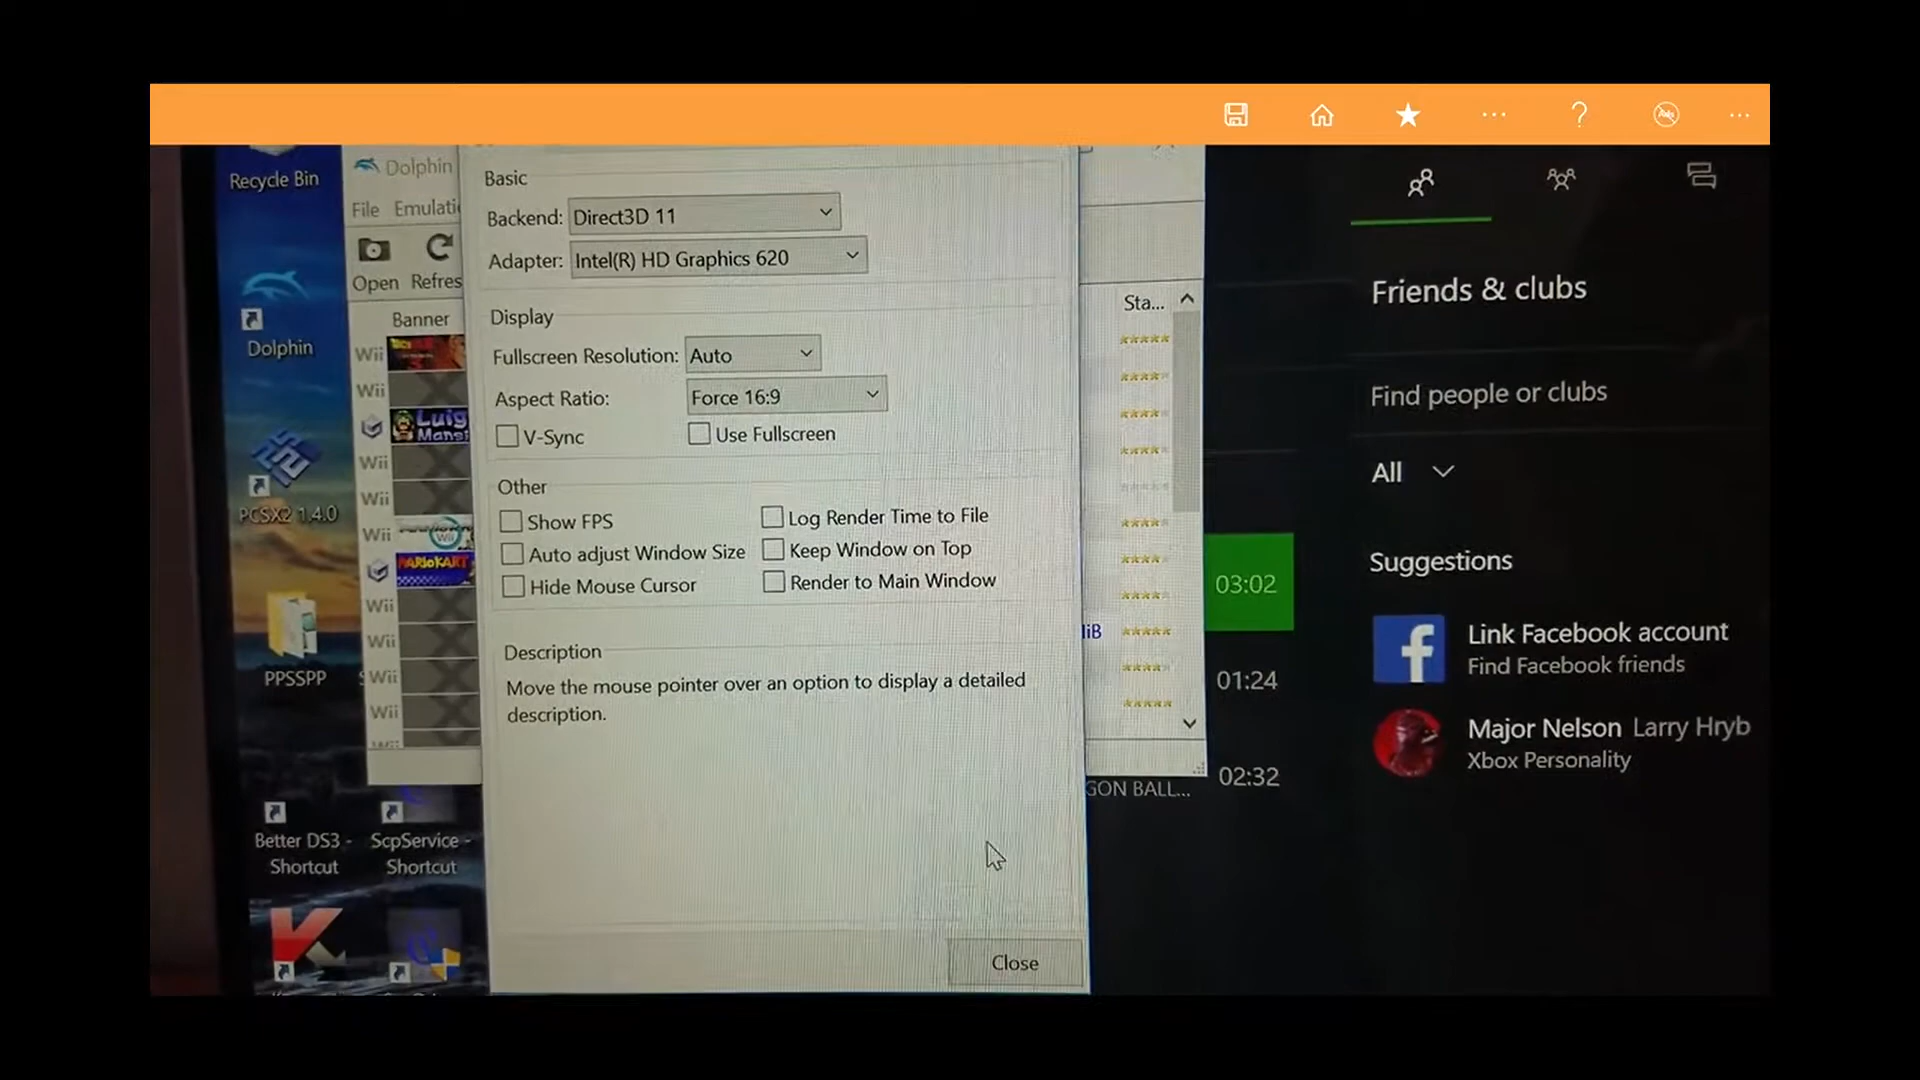 Recycle Bin
Dolphin
PCSX2 1.4.0
PPSSPP
Better DS3 -
Shortcut
ScpService -
Shortcut
Dolphin
File
Open
Banner
Wii
Wii
Luig
Mansi
Wii
Wii
Wii
Wii
MARIOKART
Wii
Wii
Wii
Wii
Basic
Backend: Direct3D 11
Adapter: Intel(R) HD Graphics 620
Display
Fullscreen Resolution: Auto
Aspect Ratio: Force 16:9
V-Sync
Use Fullscreen
Other
Show FPS
Log Render Time to File
Auto adjust Window Size
Keep Window on Top
Hide Mouse Cursor
Render to Main Window
Description
Move the mouse pointer over an option to display a detailed
description.
Close
Sta...
iiB
GON BALL...
03:02
01:24
02:32
Friends & clubs
Find people or clubs
All
Suggestions
Link Facebook account
Find Facebook friends
Major Nelson Larry Hryb
Xbox Personality